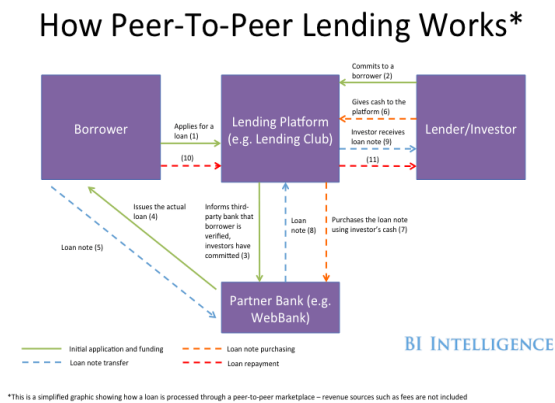 How Peer-To-Peer Lending Works*
Commits to a
borrower (2)
Borrower
Applies for a
loan (1)
(10)
Lending Platform
(e.g. Lending Club)
Gives cash to the
platform (6)
Investor receives
loan note (9)
(11)
Lender/Investor
Issues the actual
loan (4)
Loan note (5)
Informs third-
party bank that
borrower is
verified,
investors have
committed (3)
Loan
note (8)
Purchases the loan note
using investor's cash (7)
Partner Bank (e.g.
WebBank)
Initial application and funding
Loan note purchasing
Loan note transfer
Loan repayment
BI INTELLIGENCE
*This is a simplified graphic showing how a loan is processed through a peer-to-peer marketplace – revenue sources such as fees are not included